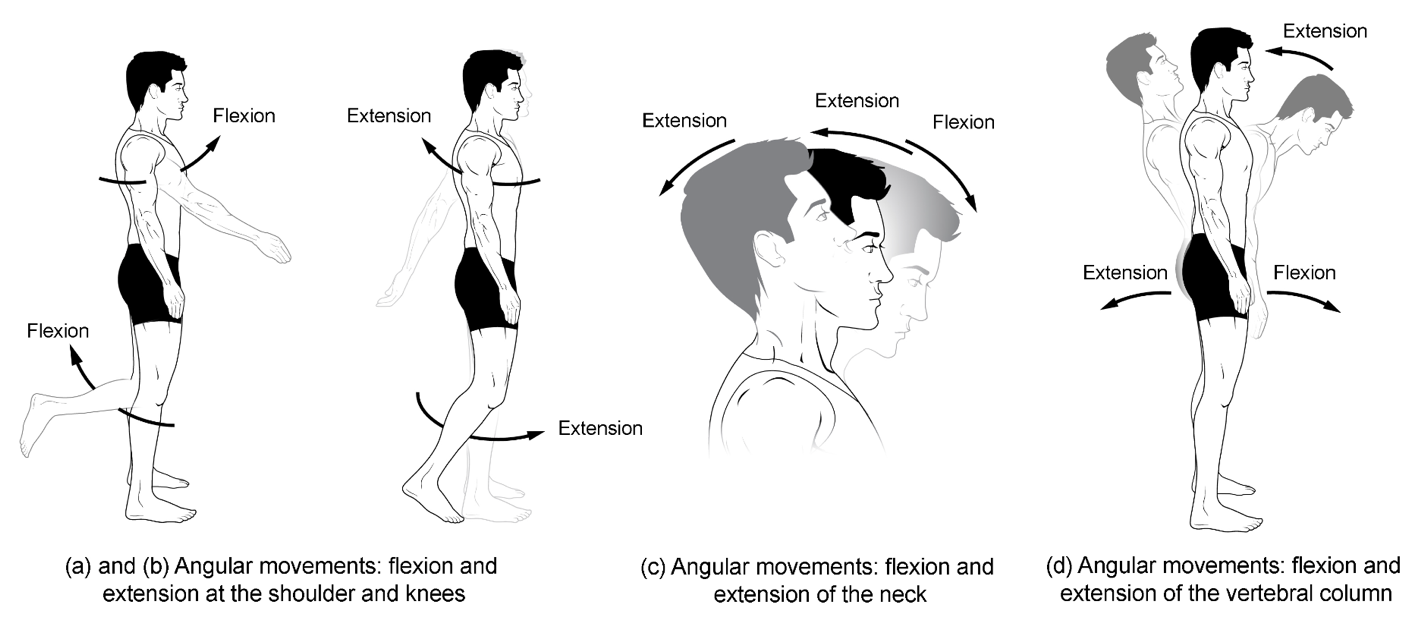 Flexion
Extension
Flexion
Extension
Extension
Extension
Flexion
Extension
Extension
Flexion
(a) and (b) Angular movements: flexion and
extension at the shoulder and knees
(c) Angular movements: flexion and
extension of the neck
(d) Angular movements: flexion and
extension of the vertebral column